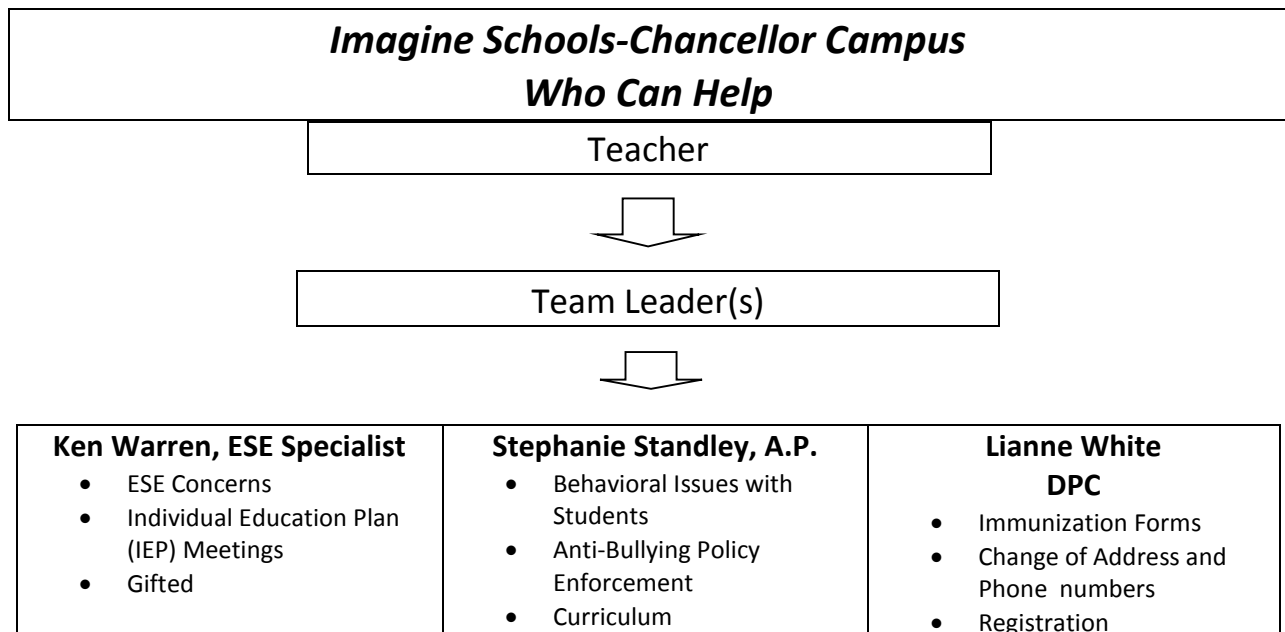 Imagine Schools-Chancellor Campus
Who Can Help
Teacher
Team Leader(s)
Ken Warren, ESE Specialist
• ESE Concerns
• Individual Education Plan
(IEP) Meetings
• Gifted
Stephanie Standley, A.P.
• Behavioral Issues with
Students
• Anti-Bullying Policy
Enforcement
• Curriculum
Lianne White
DPC
• Immunization Forms
• Change of Address and
Phone numbers
• Registration